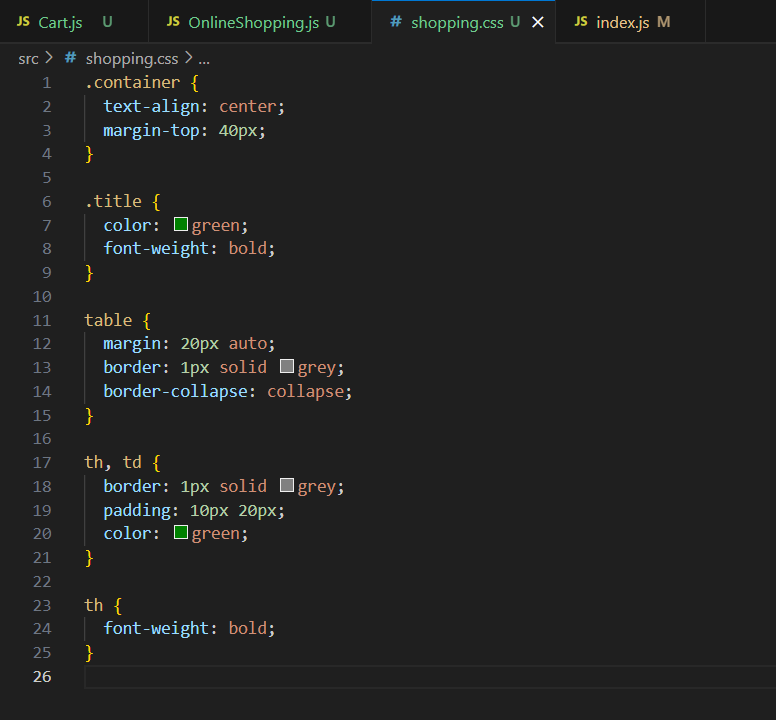 JS Cart.js U JS OnlineShopping.js U # shopping.css U × JS index.js M
src > # shopping.css > ...
1 .container {
2 text-align: center;
3 margin-top: 40px;
4 }
5
6 .title {
7 color: green;
8 font-weight: bold;
9 }
10
11 table {
12 margin: 20px auto;
13 border: 1px solid grey;
14 border-collapse: collapse;
15 }
16
17 th, td {
18 border: 1px solid grey;
19 padding: 10px 20px;
20 color: green;
21 }
22
23 th {
24 font-weight: bold;
25 }
26